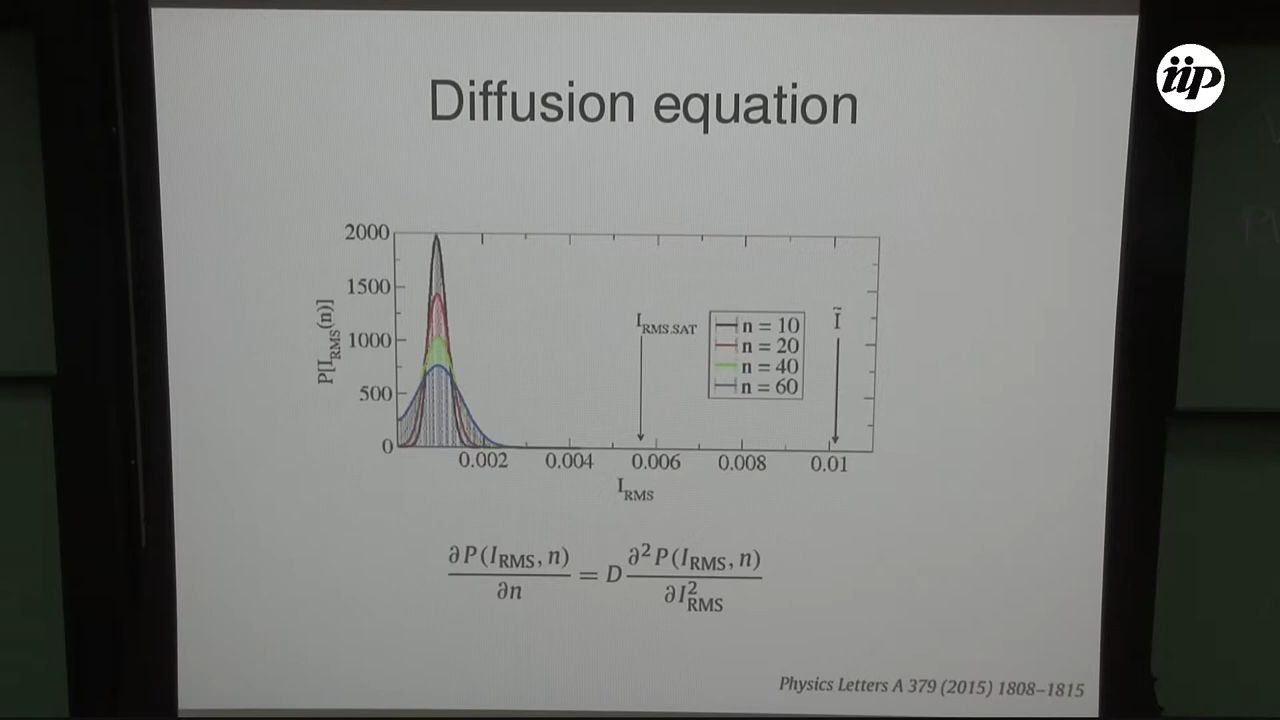 iip
Diffusion equation
2000
1500
1000
500
0
P[I_RMS(n)]
I_RMS.SAT
n = 10
n = 20
n = 40
n = 60
Ĩ
0.002 0.004 0.006 0.008 0.01
I_RMS
∂P(I_RMS, n)/∂n = D ∂²P(I_RMS, n)/∂I²_RMS
Physics Letters A 379 (2015) 1808–1815